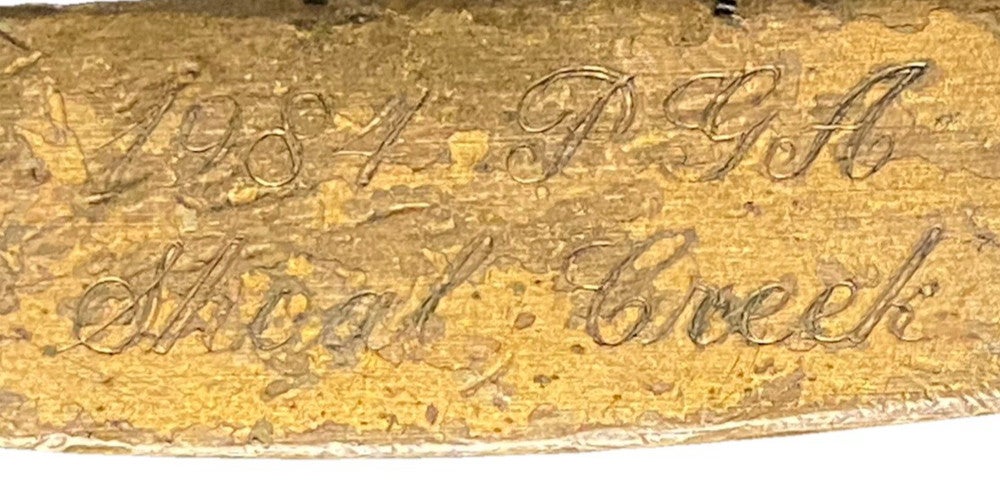 1984 PGA
Shoal Creek